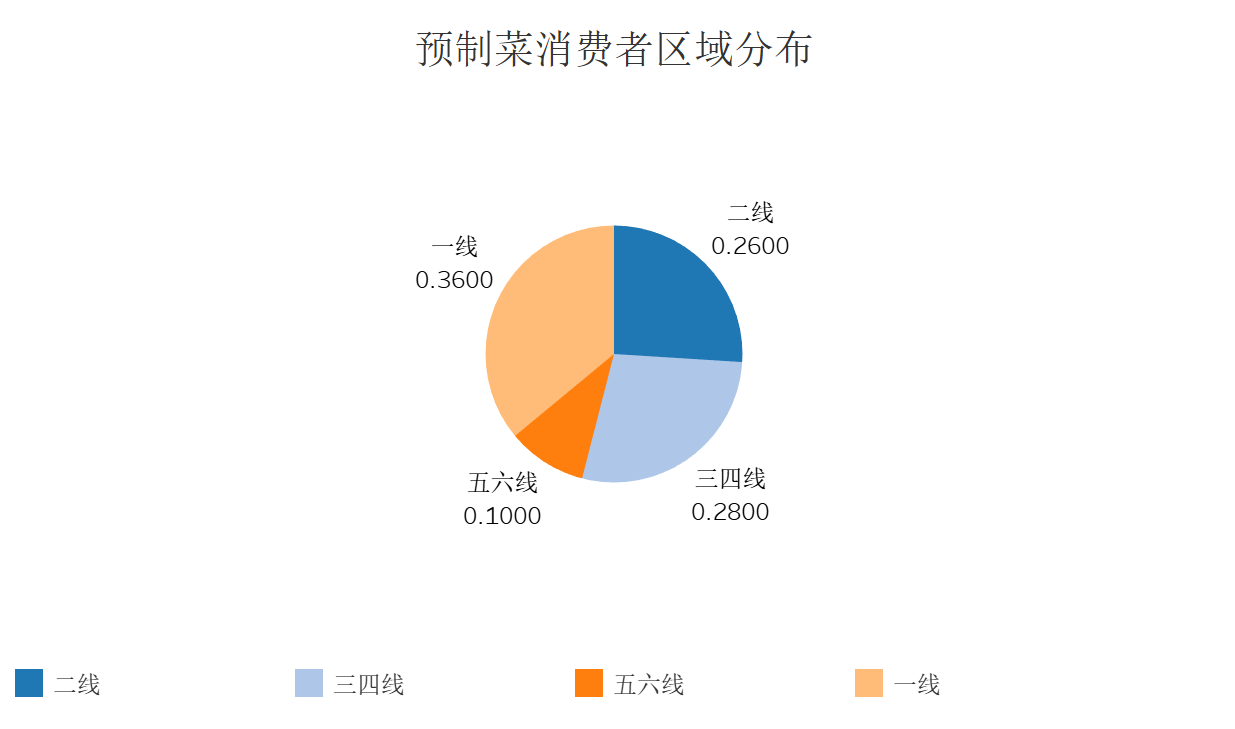 预制菜消费者区域分布
二线
0.2600
一线
0.3600
三四线
0.2800
五六线
0.1000
二线
三四线
五六线
一线